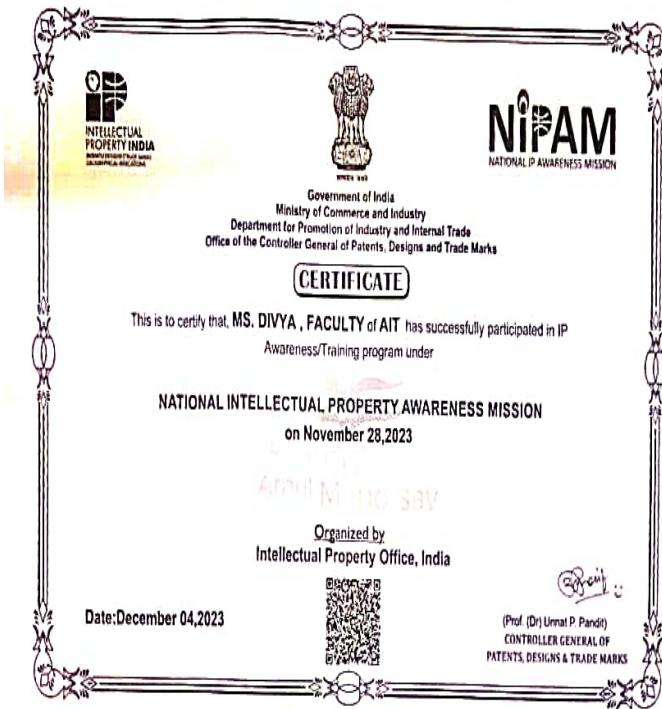 INTELLECTUAL
PROPERTY INDIA
NiPAM
NATIONAL IP AWARENESS MISSION
Government of India
Ministry of Commerce and Industry
Department for Promotion of Industry and Internal Trade
Office of the Controller General of Patents, Designs and Trade Marks
CERTIFICATE
This is to certify that, MS. DIVYA , FACULTY of AIT has successfully participated in IP
Awareness/Training program under
NATIONAL INTELLECTUAL PROPERTY AWARENESS MISSION
on November 28,2023
Organized by
Intellectual Property Office, India
Date:December 04,2023
(Prof. (Dr) Unnat P. Pandit)
CONTROLLER GENERAL OF
PATENTS, DESIGNS & TRADE MARKS